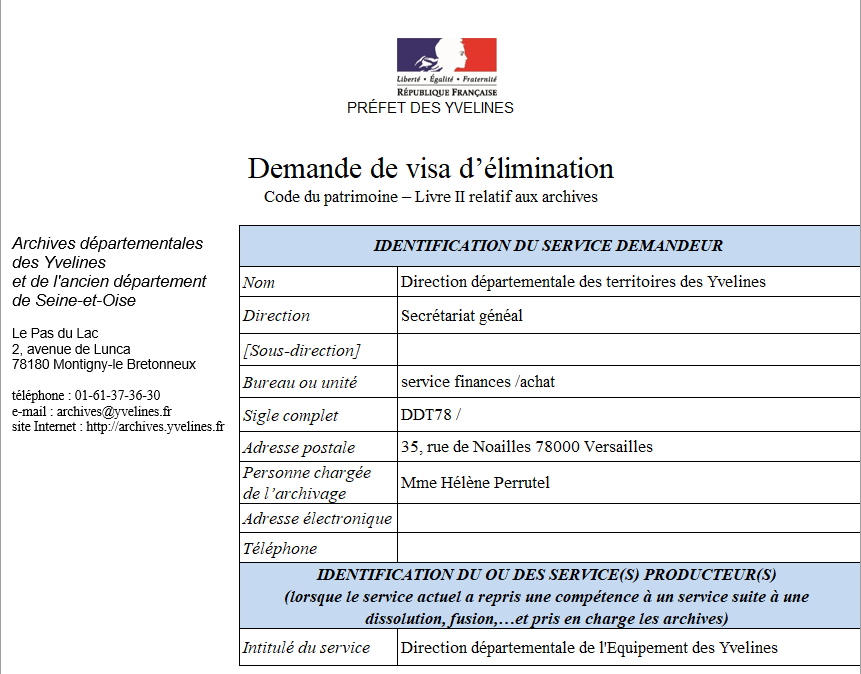 Liberté • Égalité • Fraternité
RÉPUBLIQUE FRANÇAISE
PRÉFET DES YVELINES
Demande de visa d’élimination
Code du patrimoine – Livre II relatif aux archives
Archives départementales
des Yvelines
et de l'ancien département
de Seine-et-Oise
Le Pas du Lac
2, avenue de Lunca
78180 Montigny-le Bretonneux
téléphone : 01-61-37-36-30
e-mail : archives@yvelines.fr
site Internet : http://archives.yvelines.fr
IDENTIFICATION DU SERVICE DEMANDEUR
Nom Direction départementale des territoires des Yvelines
Direction Secrétariat généal
[Sous-direction]
Bureau ou unité service finances /achat
Sigle complet DDT78 /
Adresse postale 35, rue de Noailles 78000 Versailles
Personne chargée
de l’archivage Mme Hélène Perrutel
Adresse électronique
Téléphone
IDENTIFICATION DU OU DES SERVICE(S) PRODUCTEUR(S)
(lorsque le service actuel a repris une compétence à un service suite à une
dissolution, fusion,…et pris en charge les archives)
Intitulé du service Direction départementale de l'Equipement des Yvelines